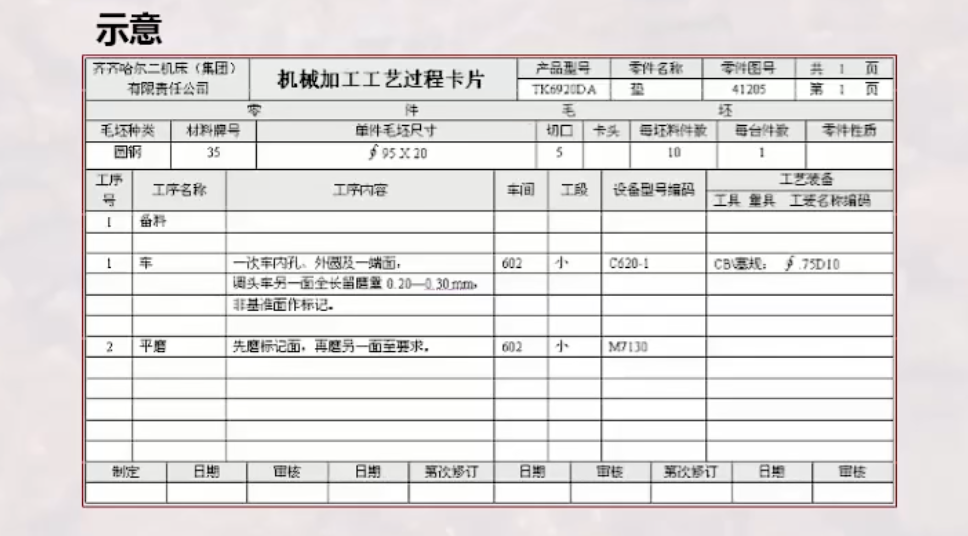 示意
齐齐哈尔二机床（集团）
有限责任公司
机械加工工艺过程卡片
产品型号 零件名称 零件图号 共 1 页
TK6920DA 垫 41205 第 1 页
零 件 毛 坯
毛坯种类 材料牌号 单件毛坯尺寸 切口 卡头 每坯料件数 每台件数 零件性质
圆钢 35 ∮95X20 5 10 1
工序号 工序名称 工序内容 车间 工段 设备型号编码 工艺装备
工具 量具 工装名称编码
1 备料
1 车 一次车内孔、外圆及一端面， 602 小 C620-1 CB\塞规： ∮.75D10
调头车另一面全长留磨量0.20—0.30mm，
非基准面作标记。
2 平磨 先磨标记面，再磨另一面至要求， 602 小 M7130
制定 日期 审核 日期 第次修订 日期 审核 第次修订 日期 审核